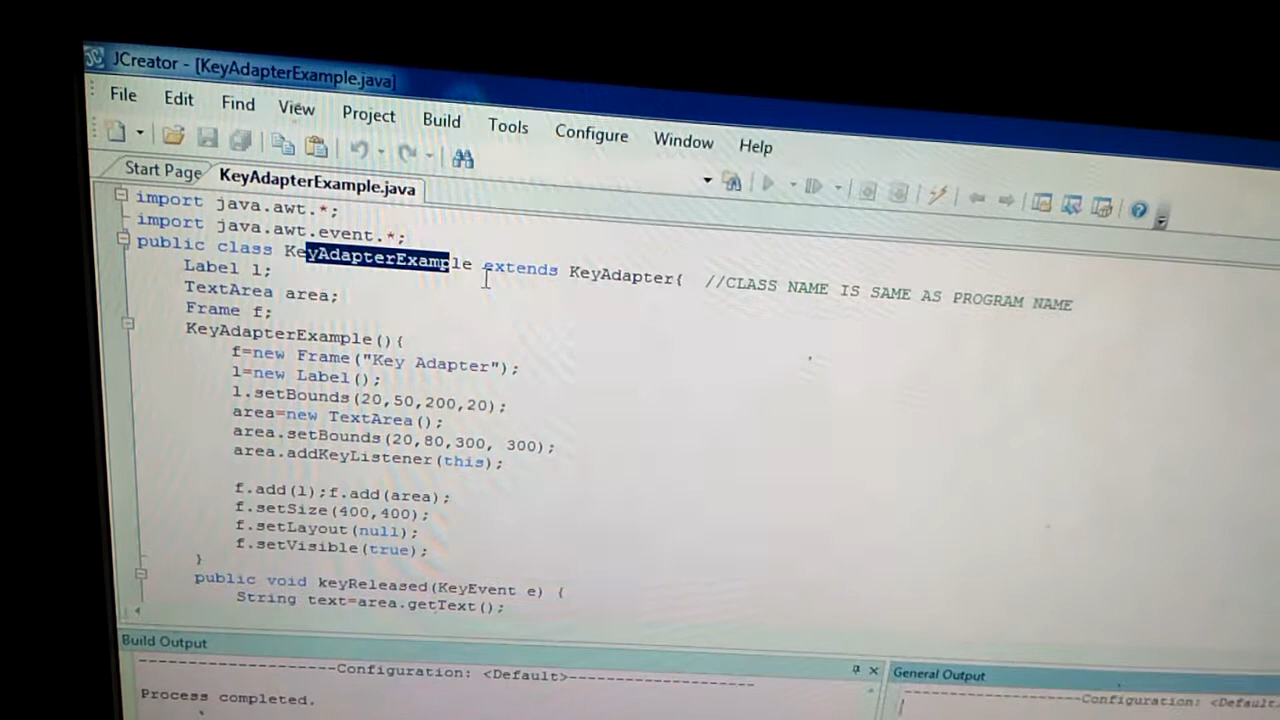 JCreator - [KeyAdapterExample.java]
File Edit Find View Project Build Tools Configure Window Help
Start Page KeyAdapterExample.java
import java.awt.*;
import java.awt.event.*;
public class KeyAdapterExample extends KeyAdapter{ //CLASS NAME IS SAME AS PROGRAM NAME
Label l;
TextArea area;
Frame f;
KeyAdapterExample(){
f=new Frame("Key Adapter");
l=new Label();
l.setBounds(20,50,200,20);
area=new TextArea();
area.setBounds(20,80,300, 300);
area.addKeyListener(this);
f.add(l);f.add(area);
f.setSize(400,400);
f.setLayout(null);
f.setVisible(true);
}
public void keyReleased(KeyEvent e) {
String text=area.getText();
Build Output
--------------------Configuration: <Default>--------------------
Process completed.
General Output
--------------------Configuration: <Default